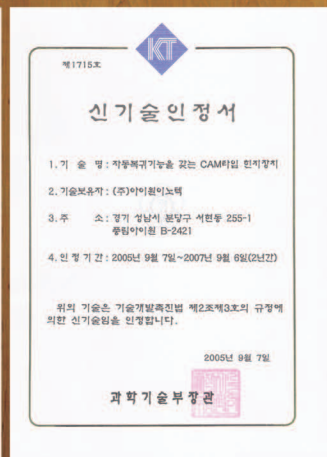 KT
제1715호
신기술인정서
1. 기 술 명 : 자동복귀기능을 갖는 CAM타입 힌지장치
2. 기술보유자 : (주)아이원이노텍
3. 주 소 : 경기 성남시 분당구 서현동 255-1
풍림아이원 B-2421
4. 인 정 기 간 : 2005년 9월 7일~2007년 9월 6일(2년간)
위의 기술은 기술개발촉진법 제2조제3호의 규정에
의한 신기술임을 인정합니다.
2005년 9월 7일
과학기술부장관